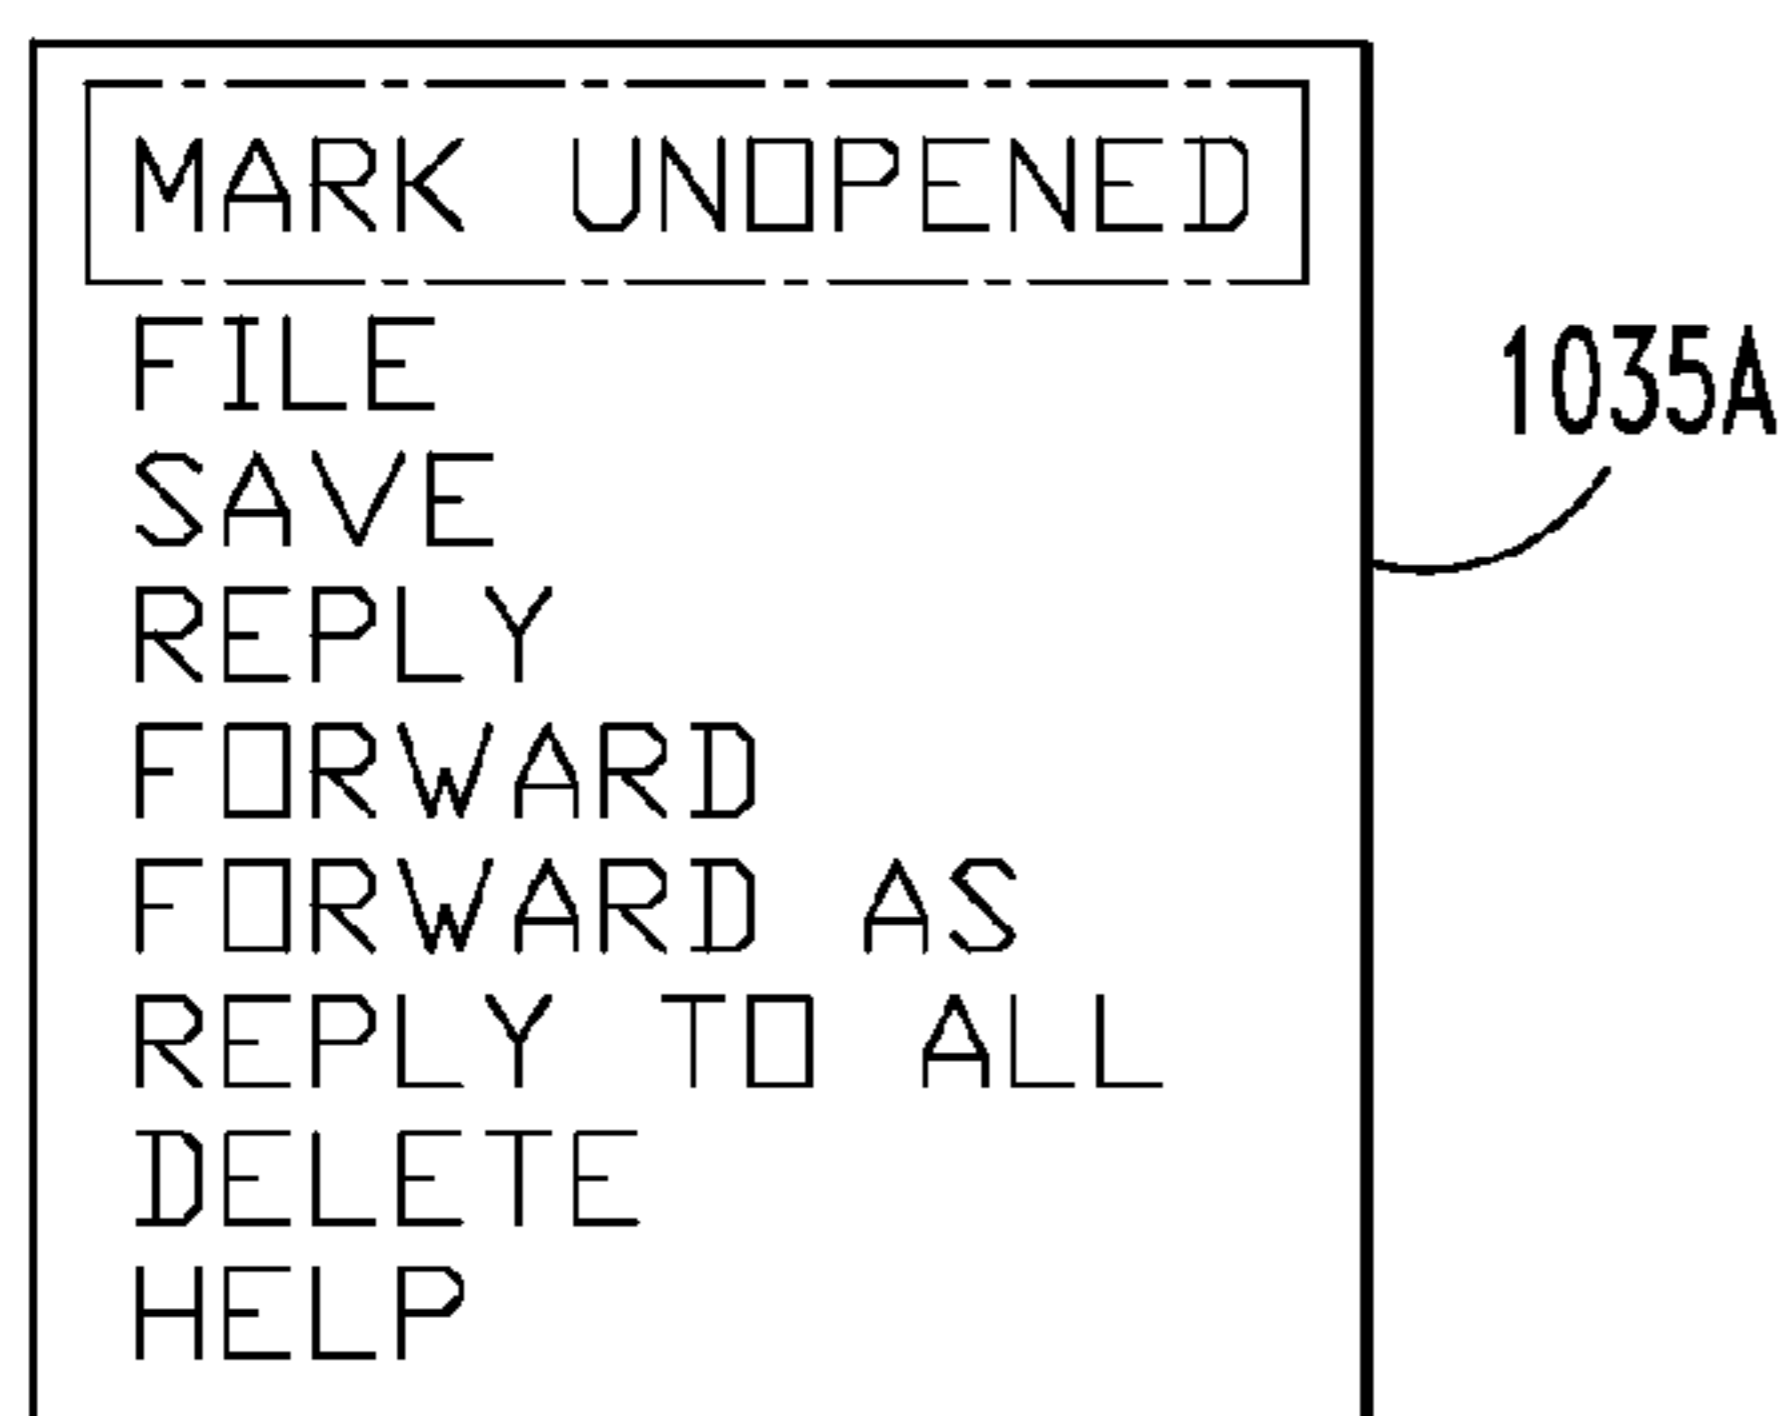 MARK UNOPENED
FILE
SAVE
REPLY
FORWARD
FORWARD AS
REPLY TO ALL
DELETE
HELP
1035A